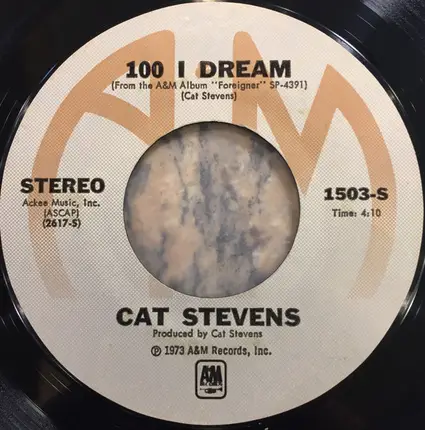 100 I DREAM
(From the A&M Album "Foreigner" SP-4391)
(Cat Stevens)
STEREO
Ackee Music, Inc.
(ASCAP)
(2617-S)
1503-S
Time: 4:10
CAT STEVENS
Produced by Cat Stevens
℗ 1973 A&M Records, Inc.
A&M